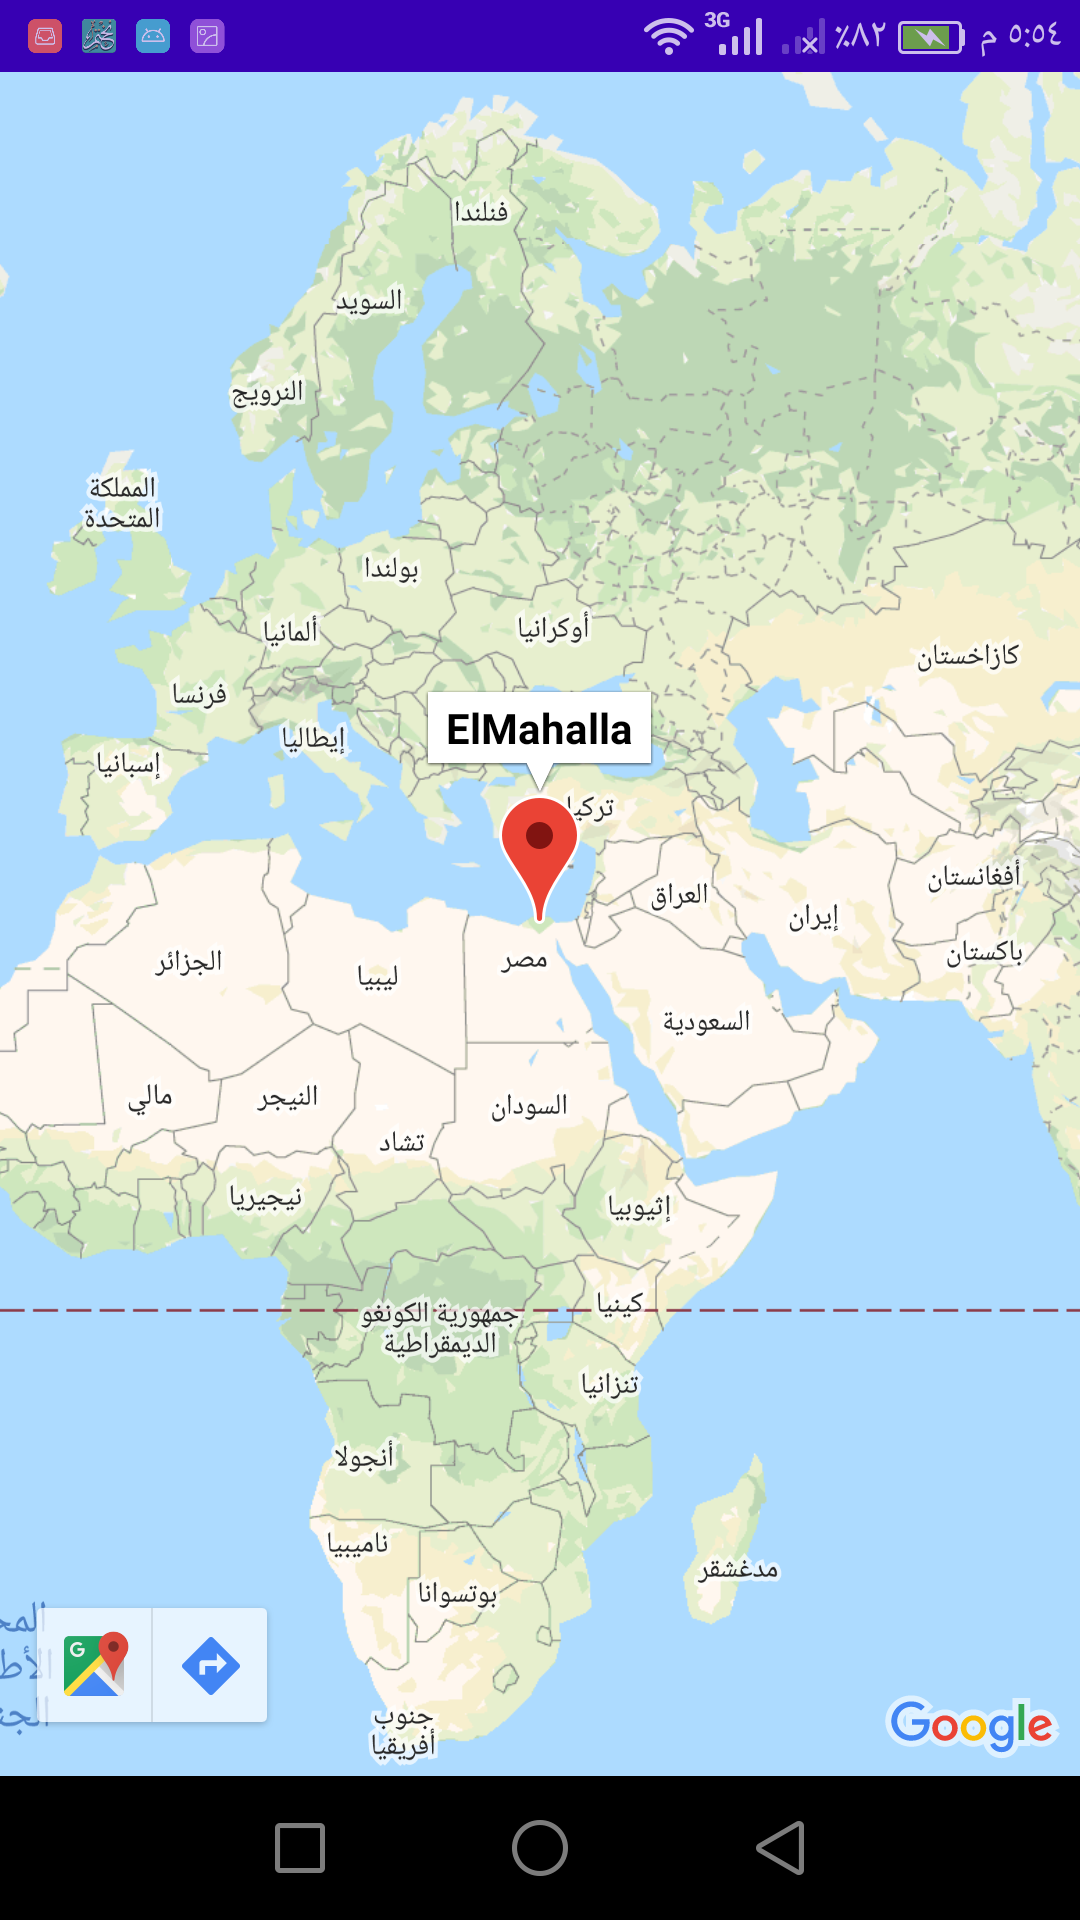 3G
٪٨٢
٥:٥٤ م
فنلندا
السويد
النرويج
المملكة
المتحدة
بولندا
ألمانيا
أوكرانيا
كازاخستان
فرنسا
إيطاليا
ElMahalla
إسبانيا
تركيا
أفغانستان
العراق
إيران
باكستان
الجزائر
ليبيا
مصر
السعودية
مالي
النيجر
السودان
تشاد
نيجيريا
إثيوبيا
كينيا
جمهورية الكونغو
الديمقراطية
تنزانيا
أنجولا
ناميبيا
مدغشقر
بوتسوانا
G
جنوب
أفريقيا
Google